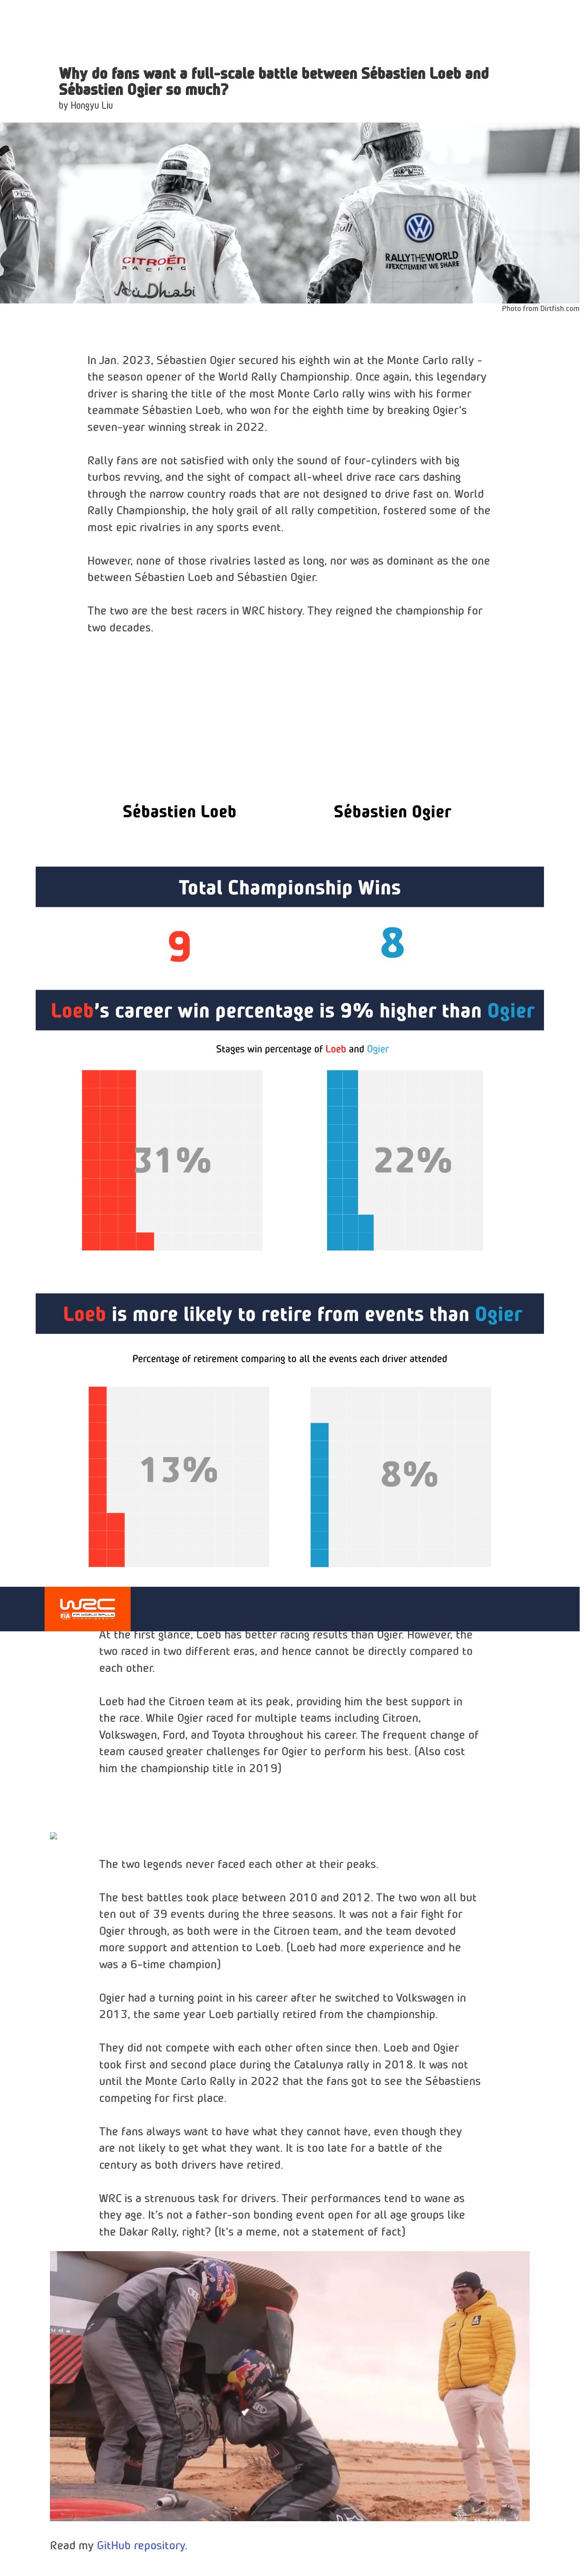 Why do fans want a full-scale battle between Sébastien Loeb and
Sébastien Ogier so much?
by Hongyu Liu
CITROËN
RACING
Abu Dhabi
Bull
RALLYTHEWORLD
#EXCITEMENT WE SHARE
Photo from Dirtfish.com
In Jan. 2023, Sébastien Ogier secured his eighth win at the Monte Carlo rally -
the season opener of the World Rally Championship. Once again, this legendary
driver is sharing the title of the most Monte Carlo rally wins with his former
teammate Sébastien Loeb, who won for the eighth time by breaking Ogier's
seven-year winning streak in 2022.
Rally fans are not satisfied with only the sound of four-cylinders with big
turbos revving, and the sight of compact all-wheel drive race cars dashing
through the narrow country roads that are not designed to drive fast on. World
Rally Championship, the holy grail of all rally competition, fostered some of the
most epic rivalries in any sports event.
However, none of those rivalries lasted as long, nor was as dominant as the one
between Sébastien Loeb and Sébastien Ogier.
The two are the best racers in WRC history. They reigned the championship for
two decades.
Sébastien Loeb
Sébastien Ogier
Total Championship Wins
9
8
Loeb's career win percentage is 9% higher than Ogier
Stages win percentage of Loeb and Ogier
31%
22%
Loeb is more likely to retire from events than Ogier
Percentage of retirement comparing to all the events each driver attended
13%
8%
WRC
FIA WORLD RALLY
At the first glance, Loeb has better racing results than Ogier. However, the
two raced in two different eras, and hence cannot be directly compared to
each other.
Loeb had the Citroen team at its peak, providing him the best support in
the race. While Ogier raced for multiple teams including Citroen,
Volkswagen, Ford, and Toyota throughout his career. The frequent change of
team caused greater challenges for Ogier to perform his best. (Also cost
him the championship title in 2019)
The two legends never faced each other at their peaks.
The best battles took place between 2010 and 2012. The two won all but
ten out of 39 events during the three seasons. It was not a fair fight for
Ogier through, as both were in the Citroen team, and the team devoted
more support and attention to Loeb. (Loeb had more experience and he
was a 6-time champion)
Ogier had a turning point in his career after he switched to Volkswagen in
2013, the same year Loeb partially retired from the championship.
They did not compete with each other often since then. Loeb and Ogier
took first and second place during the Catalunya rally in 2018. It was not
until the Monte Carlo Rally in 2022 that the fans got to see the Sébastiens
competing for first place.
The fans always want to have what they cannot have, even though they
are not likely to get what they want. It is too late for a battle of the
century as both drivers have retired.
WRC is a strenuous task for drivers. Their performances tend to wane as
they age. It's not a father-son bonding event open for all age groups like
the Dakar Rally, right? (It's a meme, not a statement of fact)
Read my GitHub repository.